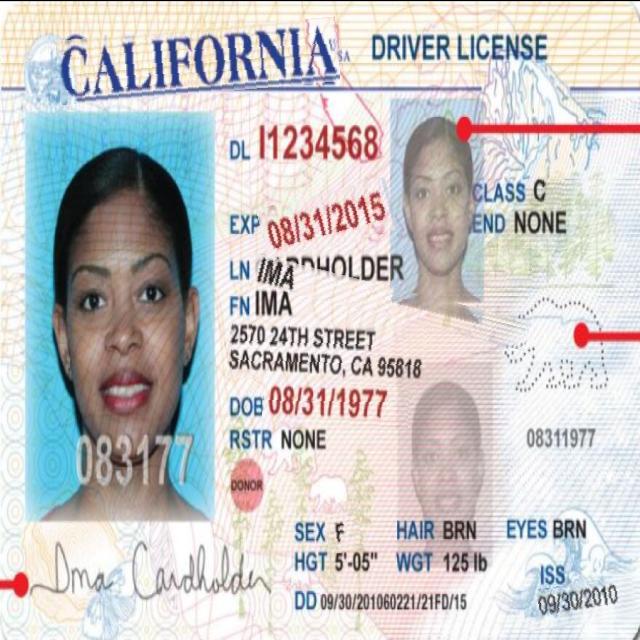 CALIFORNIA USA DRIVER LICENSE
DL I1234568
EXP 08/31/2015
CLASS C
END NONE
LN IMA RDHOLDER
FN IMA
2570 24TH STREET
SACRAMENTO, CA 95818
DOB 08/31/1977
RSTR NONE
08311977
083177
DONOR
SEX F HAIR BRN EYES BRN
HGT 5'-05" WGT 125 lb
ISS
09/30/2010
DD 09/30/201060221/21FD/15
Ima Cardholder